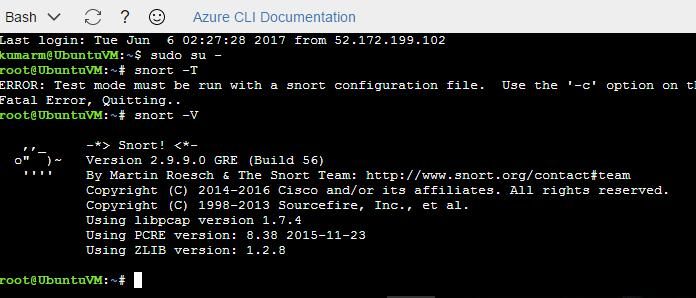 Bash ? Azure CLI Documentation
Last login: Tue Jun  6 02:27:28 2017 from 52.172.199.102
kumarm@UbuntuVM:~$ sudo su -
root@UbuntuVM:~# snort -T
ERROR: Test mode must be run with a snort configuration file.  Use the '-c' option on
Fatal Error, Quitting..
root@UbuntuVM:~# snort -V

   ,,_     -*> Snort! <*-
  o"  )~   Version 2.9.9.0 GRE (Build 56)
   ''''    By Martin Roesch & The Snort Team: http://www.snort.org/contact#team
           Copyright (C) 2014-2016 Cisco and/or its affiliates. All rights reserved.
           Copyright (C) 1998-2013 Sourcefire, Inc., et al.
           Using libpcap version 1.7.4
           Using PCRE version: 8.38 2015-11-23
           Using ZLIB version: 1.2.8

root@UbuntuVM:~#